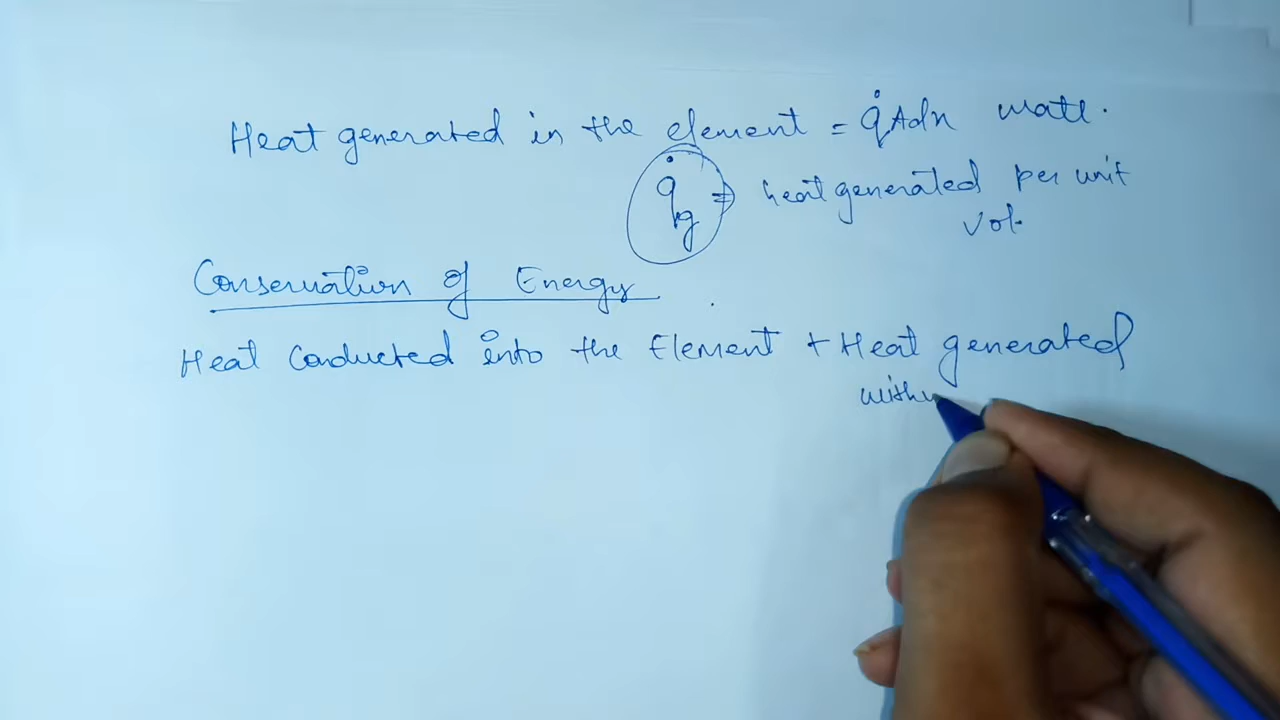 Heat generated in the element = q̇Adx watt.
q̇g ⇒ heat generated per unit
vol.
Conservation of Energy
Heat conducted into the Element + Heat generated
withi